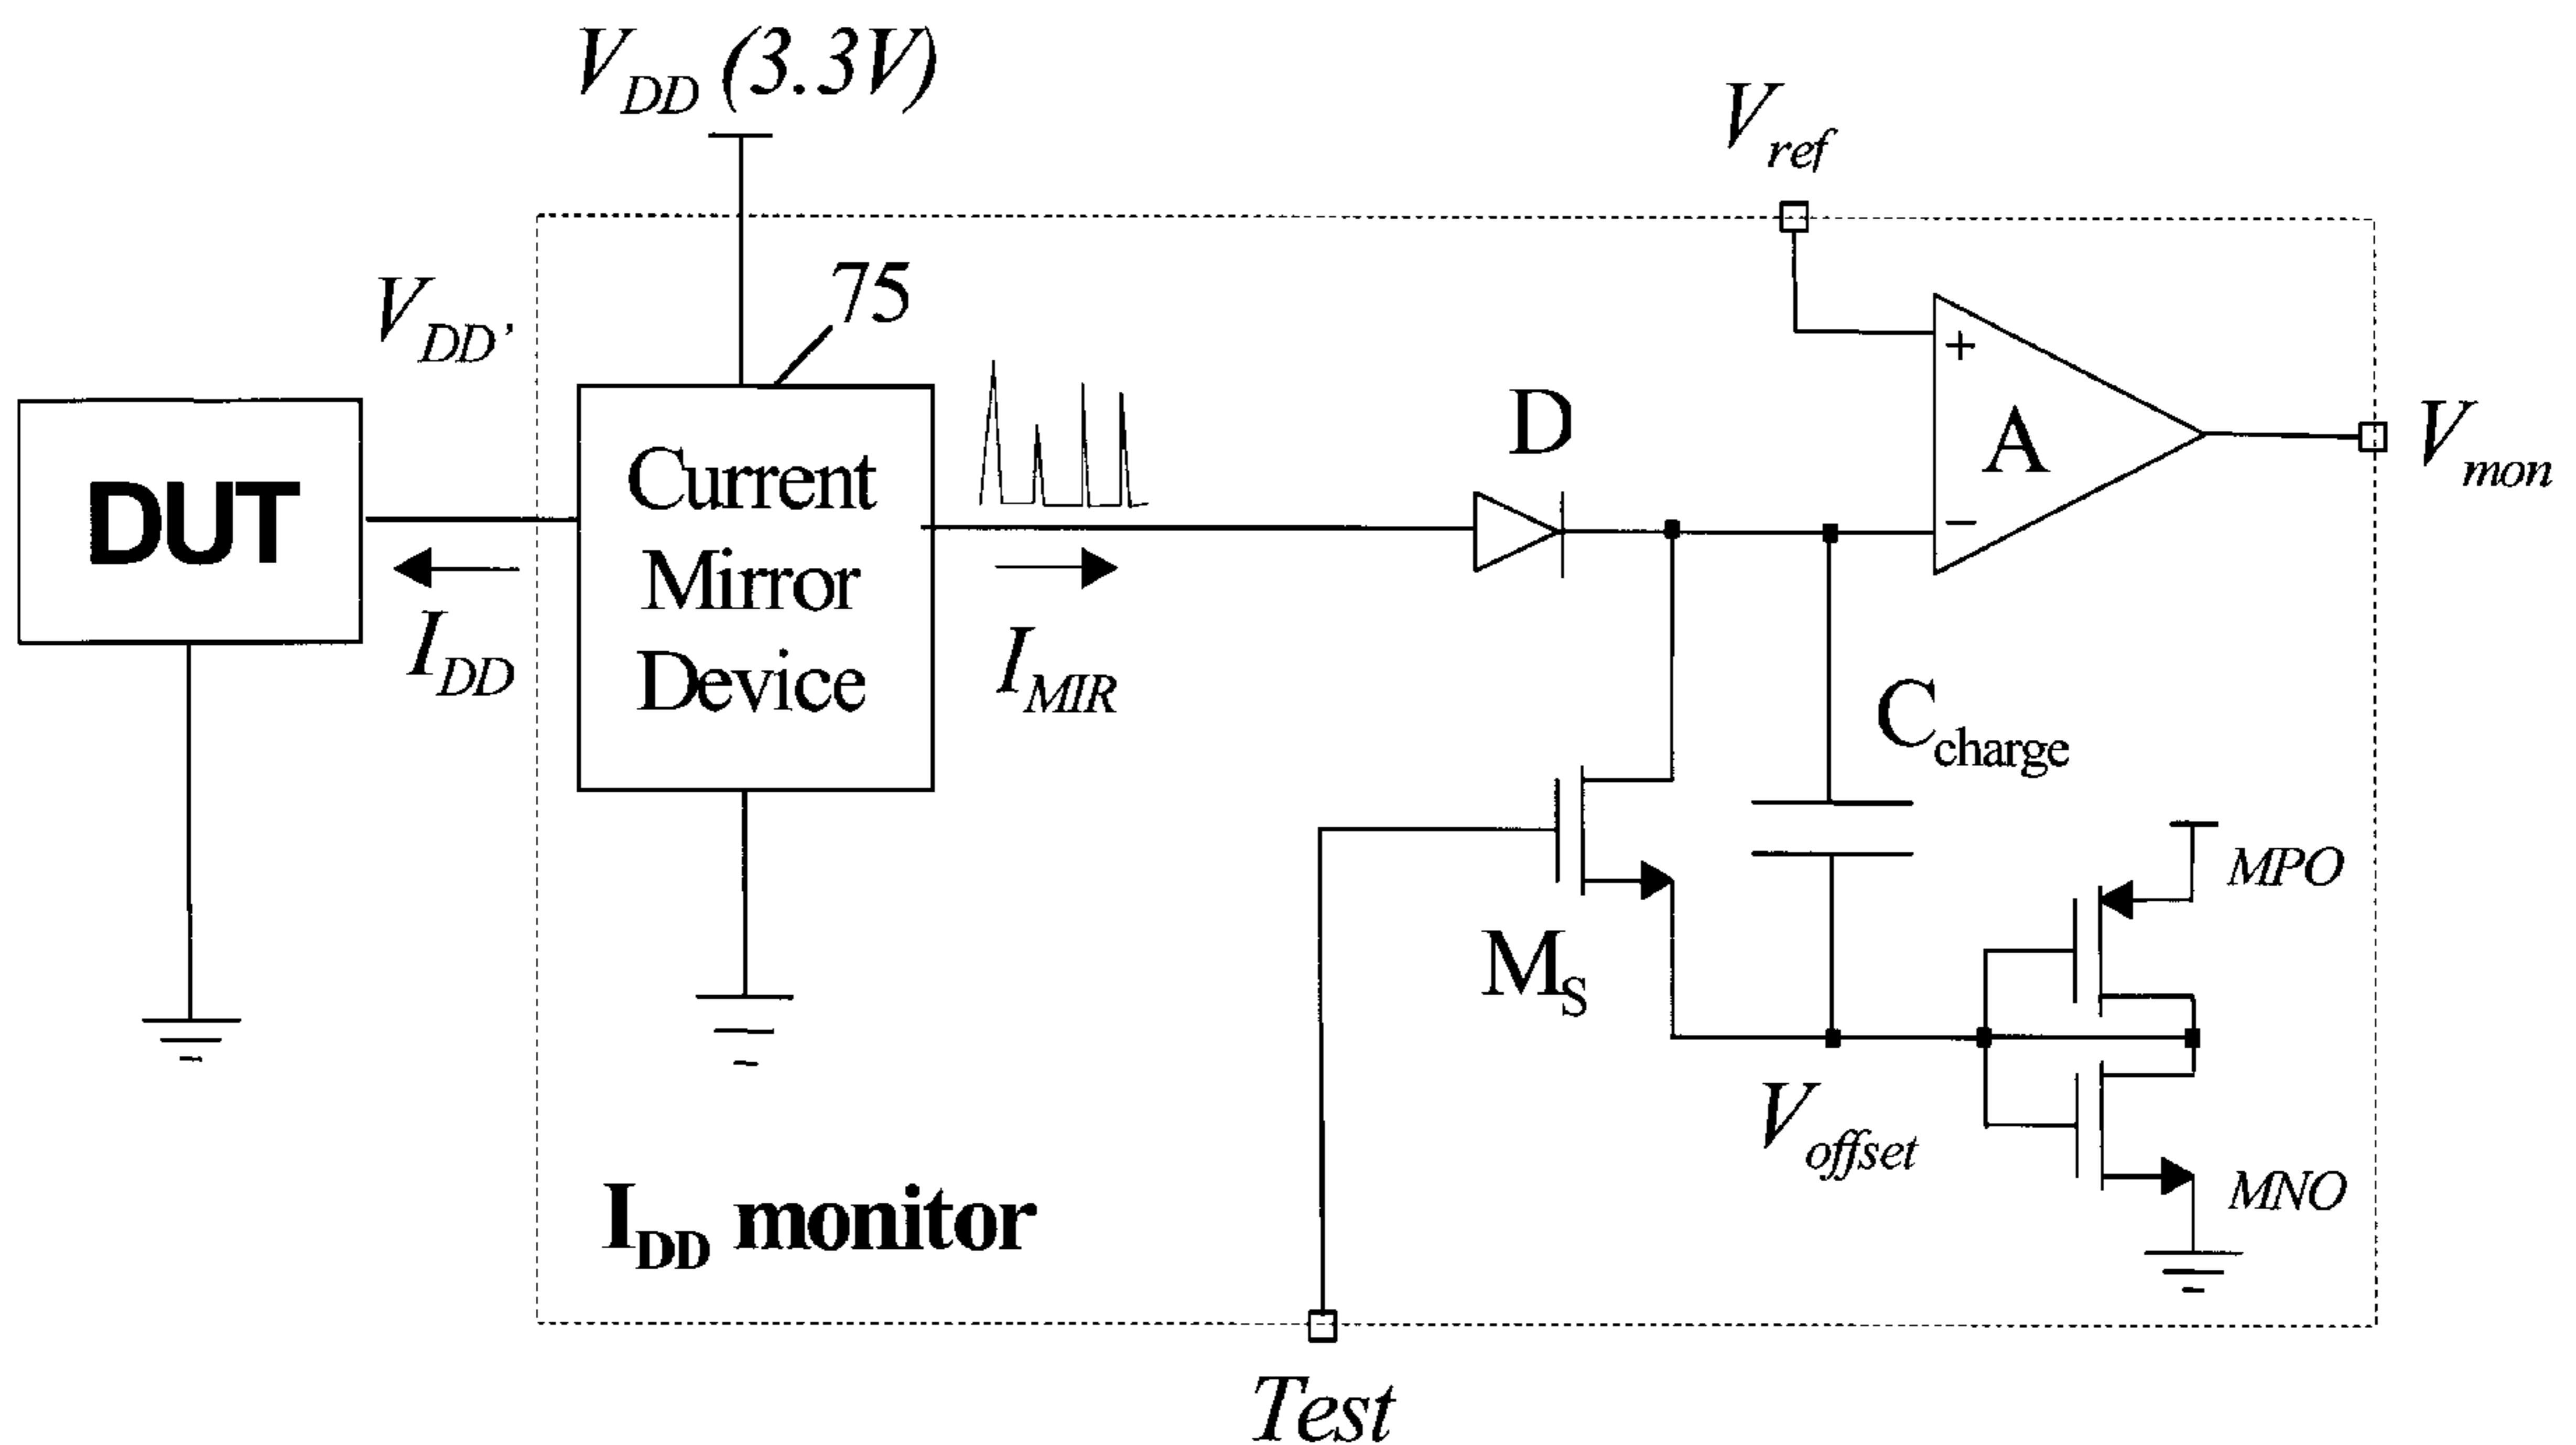 V_DD (3.3V)
V_ref
75
V_DD'
+
D
A
V_mon
DUT
Current
Mirror
Device
−
I_DD
I_MIR
C_charge
MPO
M_S
V_offset
MNO
I_DD monitor
Test